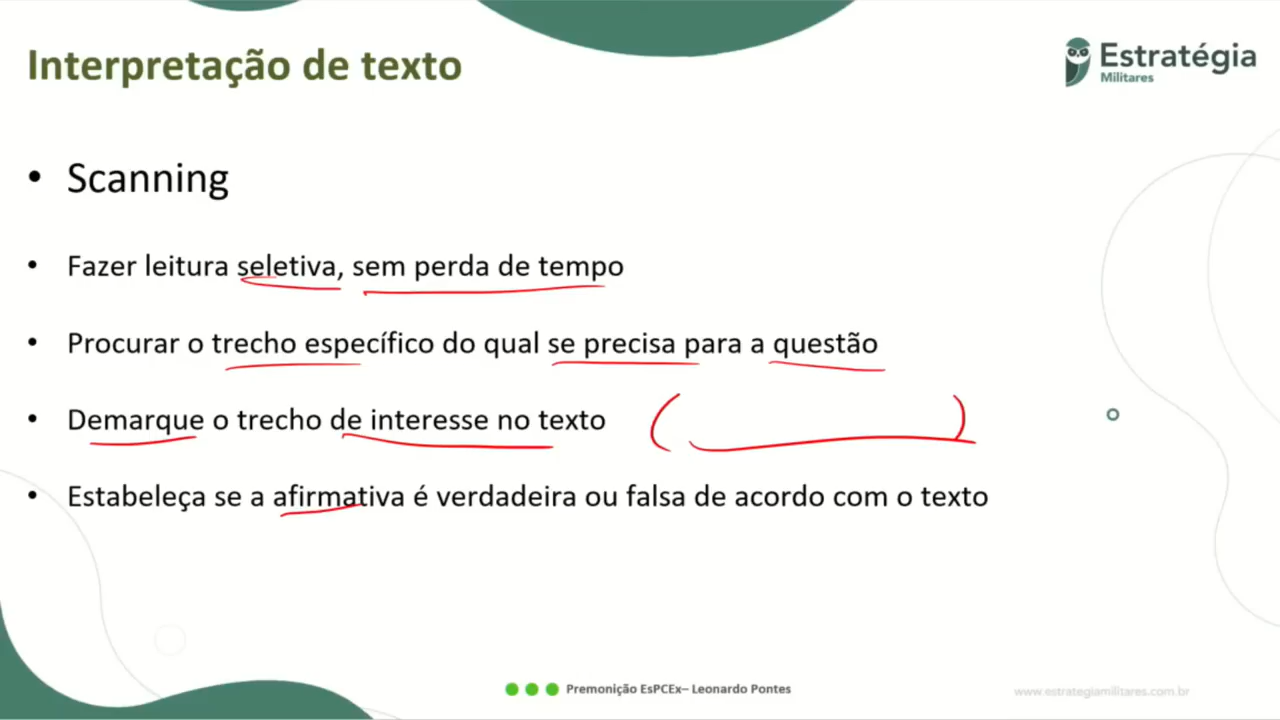 Interpretação de texto
Estratégia
Militares
• Scanning
• Fazer leitura seletiva, sem perda de tempo
• Procurar o trecho específico do qual se precisa para a questão
• Demarque o trecho de interesse no texto
• Estabeleça se a afirmativa é verdadeira ou falsa de acordo com o texto
Premonição EsPCEx– Leonardo Pontes
www.estrategiamilitares.com.br